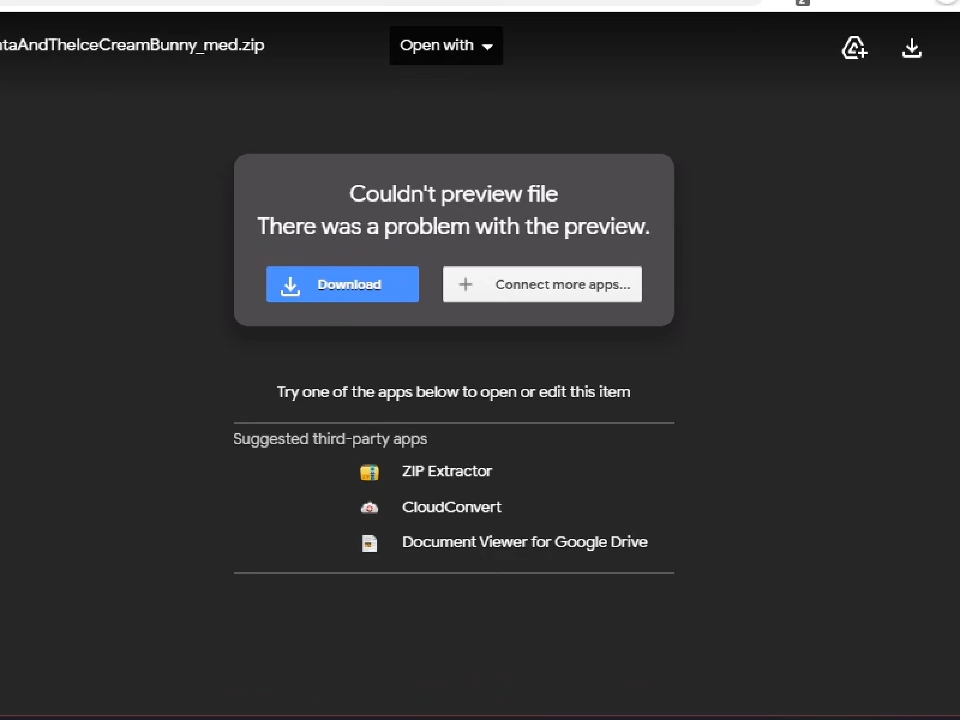 ntaAndTheIceCreamBunny_med.zip
Open with
Couldn't preview file
There was a problem with the preview.
Download
Connect more apps...
Try one of the apps below to open or edit this item
Suggested third-party apps
ZIP Extractor
CloudConvert
Document Viewer for Google Drive